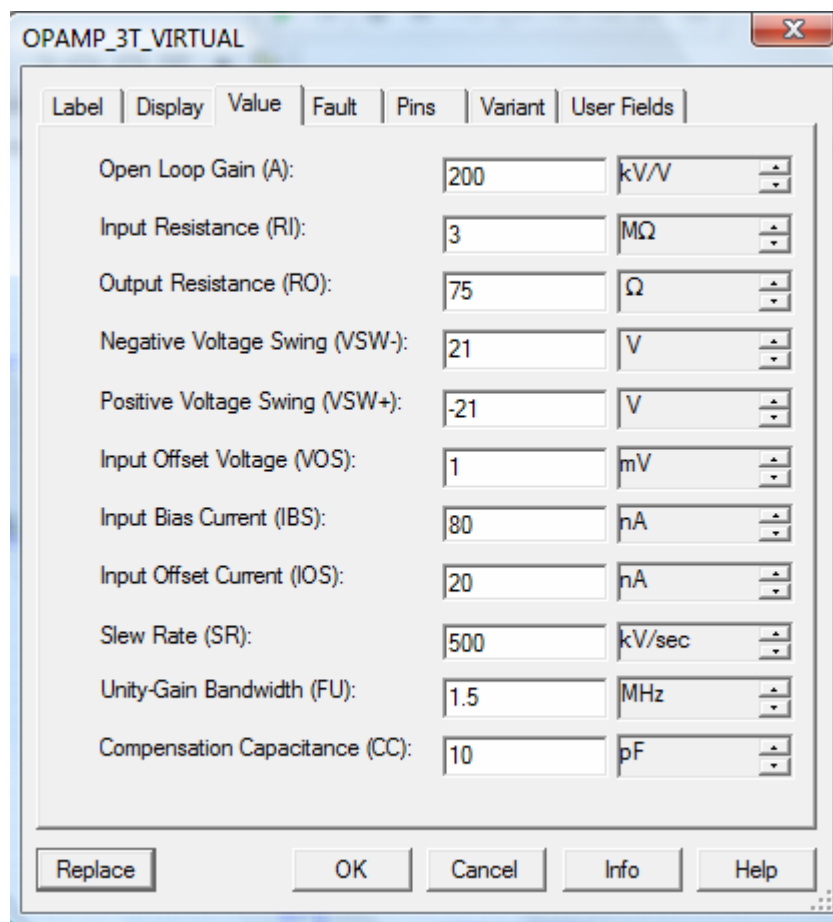 OPAMP_3T_VIRTUAL
Label Display Value Fault Pins Variant User Fields
Open Loop Gain (A): 200 kV/V
Input Resistance (RI): 3 MΩ
Output Resistance (RO): 75 Ω
Negative Voltage Swing (VSW-): 21 V
Positive Voltage Swing (VSW+): -21 V
Input Offset Voltage (VOS): 1 mV
Input Bias Current (IBS): 80 nA
Input Offset Current (IOS): 20 nA
Slew Rate (SR): 500 kV/sec
Unity-Gain Bandwidth (FU): 1.5 MHz
Compensation Capacitance (CC): 10 pF
Replace OK Cancel Info Help